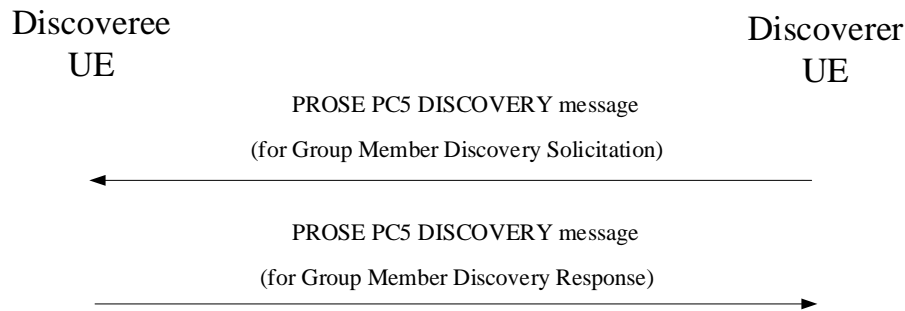 Discoveree
UE
Discoverer
UE
PROSE PC5 DISCOVERY message
(for Group Member Discovery Solicitation)
PROSE PC5 DISCOVERY message
(for Group Member Discovery Response)